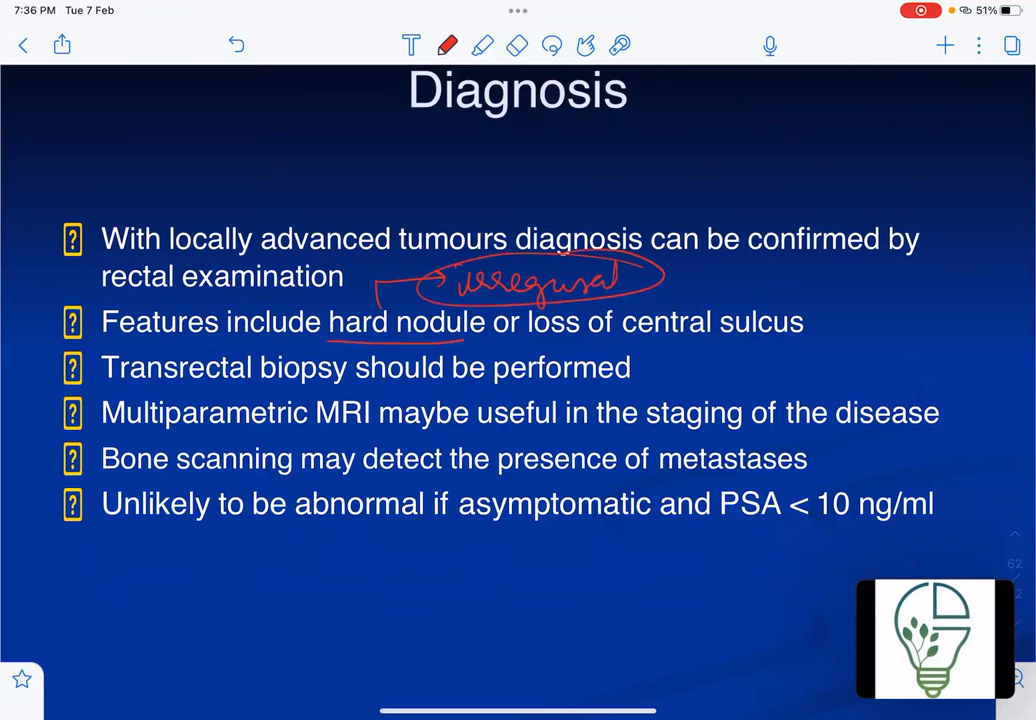 7:36 PM Tue 7 Feb
51%
Diagnosis
With locally advanced tumours diagnosis can be confirmed by
rectal examination
irregular
Features include hard nodule or loss of central sulcus
Transrectal biopsy should be performed
Multiparametric MRI maybe useful in the staging of the disease
Bone scanning may detect the presence of metastases
Unlikely to be abnormal if asymptomatic and PSA < 10 ng/ml
62